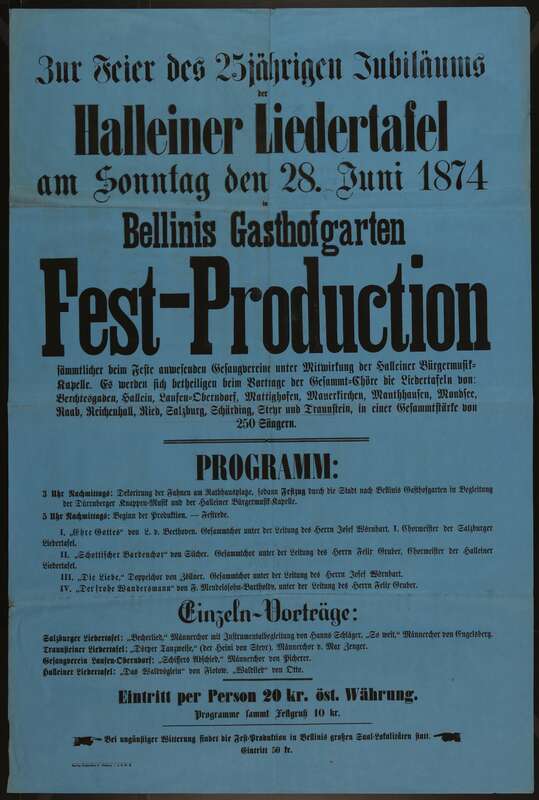 Zur Feier des 25jährigen Jubiläums
der
Halleiner Liedertafel
am Sonntag den 28. Juni 1874
in
Bellinis Gasthofgarten
Fest-Production
sämmtlicher beim Feste anwesenden Gesangvereine unter Mitwirkung der Halleiner Bürgermusik-
Kapelle. Es werden sich betheiligen beim Vortrage der Gesammt-Chöre die Liedertafeln von:
Berchtesgaden, Hallein, Laufen-Oberndorf, Mattighofen, Mauerkirchen, Mauthhausen, Mondsee,
Raab, Reichenhall, Ried, Salzburg, Schärding, Steyr und Traunstein, in einer Gesammtstärke von
250 Sängern.
PROGRAMM:
3 Uhr Nachmittags: Dekorirung der Fahnen am Rathhausplatze, sodann Festzug durch die Stadt nach Bellinis Gasthofgarten in Begleitung
der Dürrnberger Knappen-Musik und der Halleiner Bürgermusik-Kapelle.
5 Uhr Nachmittags: Beginn der Produktion. — Festrede.
I. „Ehre Gottes“ von L. v. Beethoven. Gesammtchor unter der Leitung des Herrn Josef Wörnhart. I. Chormeister der Salzburger
Liedertafel.
II. „Schottischer Bardenchor“ von Silcher. Gesammtchor unter der Leitung des Herrn Felix Gruber, Chormeister der Halleiner
Liedertafel.
III. „Die Liebe,“ Doppelchor von Zöllner. Gesammtchor unter der Leitung des Herrn Josef Wörnhart.
IV. „Der frohe Wandersmann“ von F. Mendelssohn-Bartholdy, unter der Leitung des Herrn Felix Gruber.
Einzeln-Vorträge:
Salzburger Liedertafel: „Becherlied,“ Männerchor mit Instrumentalbegleitung von Hanns Schläger, „So weit,“ Männerchor von Engelsberg.
Traunsteiner Liedertafel: „Steyrer Tanzweise,“ (der Heini von Steyr). Männerchor v. Max Zenger.
Gesangverein Laufen-Oberndorf: „Schiffers Abschied,“ Männerchor von Picherer.
Halleiner Liedertafel: „Das Waldvöglein“ von Flotow. „Waldlied“ von Otto.
Eintritt per Person 20 kr. öst. Währung.
Programme sammt Festgruß 10 kr.
Bei ungünstiger Witterung findet die Fest-Produktion in Bellinis großen Saal-Lokalitäten statt.
Eintritt 50 kr.